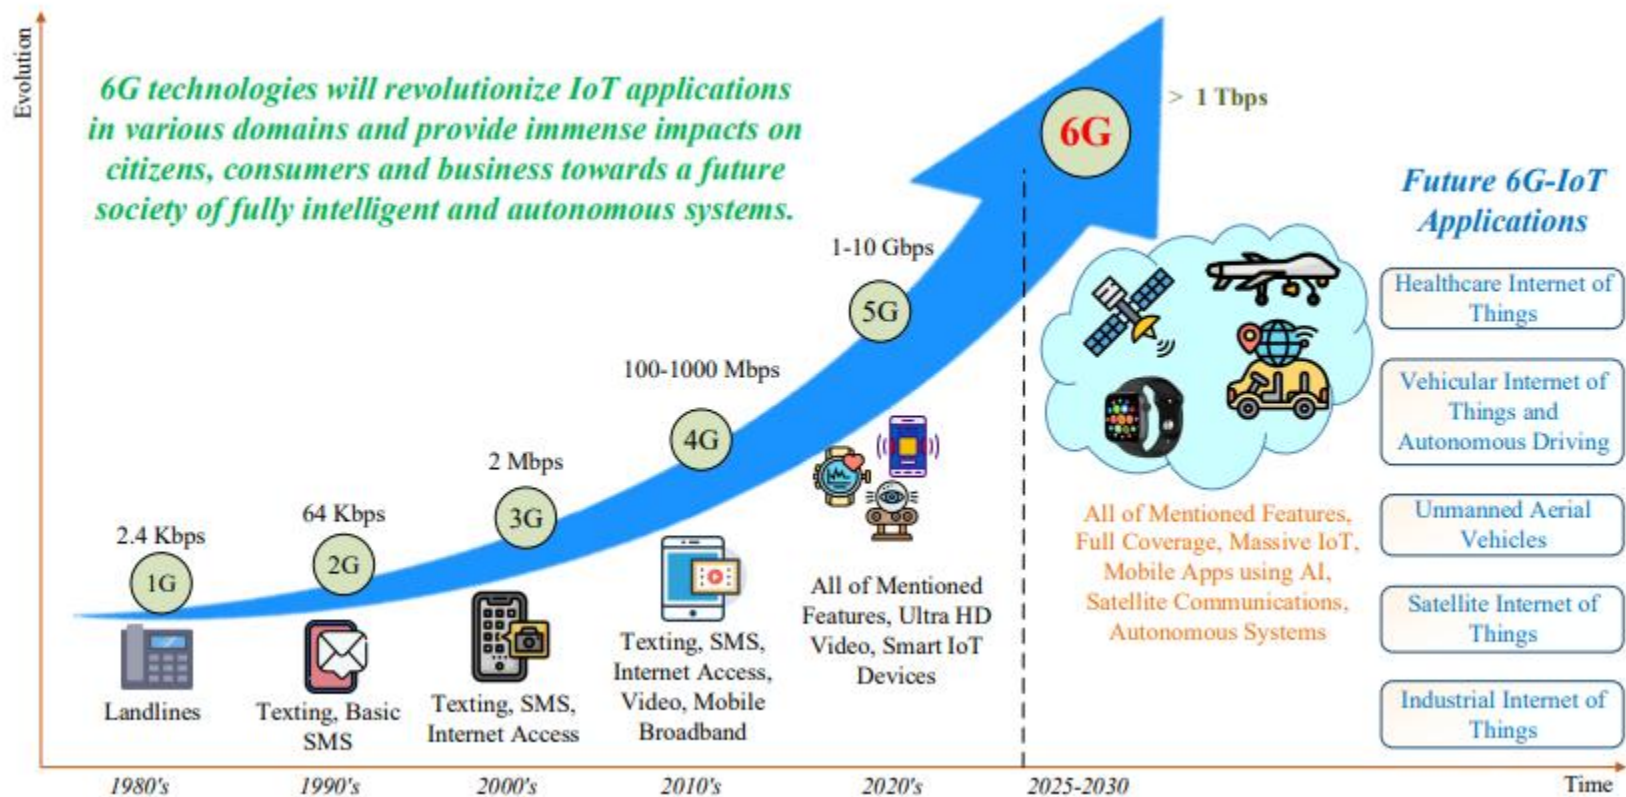 Evolution
6G technologies will revolutionize IoT applications
in various domains and provide immense impacts on
citizens, consumers and business towards a future
society of fully intelligent and autonomous systems.
2.4 Kbps
1G
Landlines
64 Kbps
2G
Texting, Basic
SMS
2 Mbps
3G
Texting, SMS,
Internet Access
100-1000 Mbps
4G
Texting, SMS,
Internet Access,
Video, Mobile
Broadband
1-10 Gbps
5G
All of Mentioned
Features, Ultra HD
Video, Smart IoT
Devices
6G
> 1 Tbps
All of Mentioned Features,
Full Coverage, Massive IoT,
Mobile Apps using AI,
Satellite Communications,
Autonomous Systems
Future 6G-IoT
Applications
Healthcare Internet of
Things
Vehicular Internet of
Things and
Autonomous Driving
Unmanned Aerial
Vehicles
Satellite Internet of
Things
Industrial Internet of
Things
1980's
1990's
2000's
2010's
2020's
2025-2030
Time